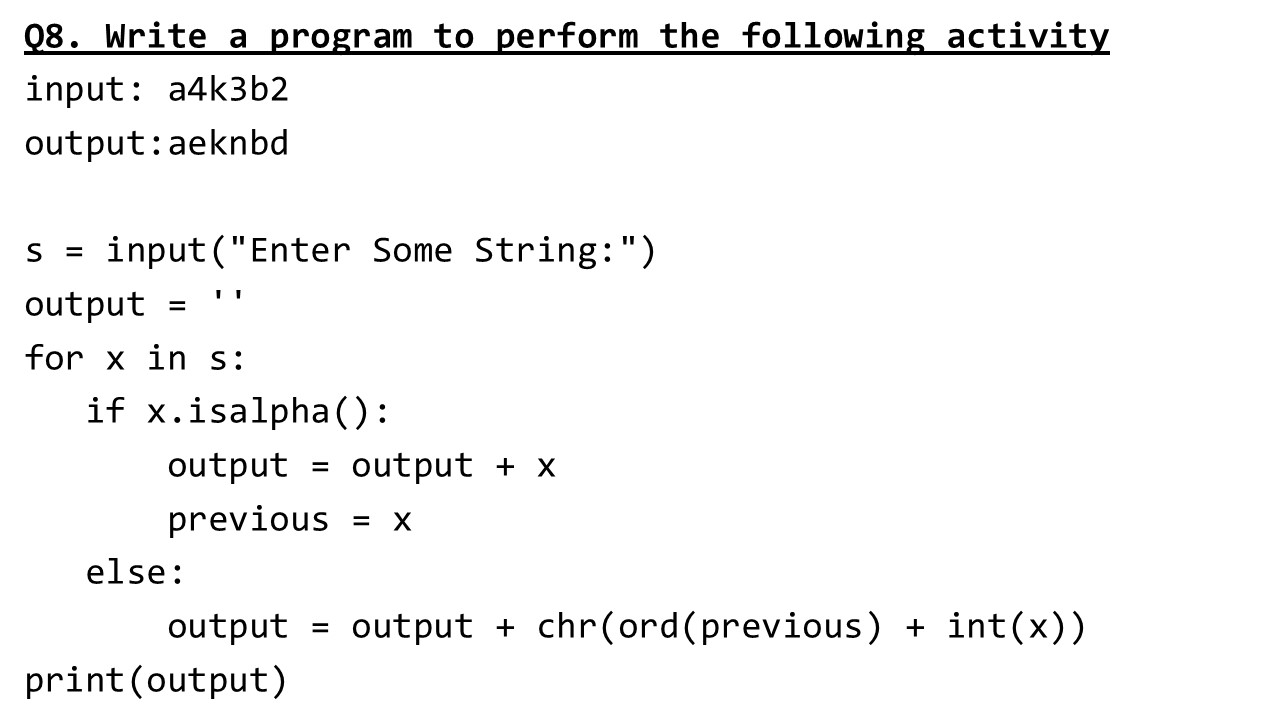 Q8. Write a program to perform the following activity
input: a4k3b2
output:aeknbd
s = input("Enter Some String:")
output = ''
for x in s:
   if x.isalpha():
       output = output + x
       previous = x
   else:
       output = output + chr(ord(previous) + int(x))
print(output)